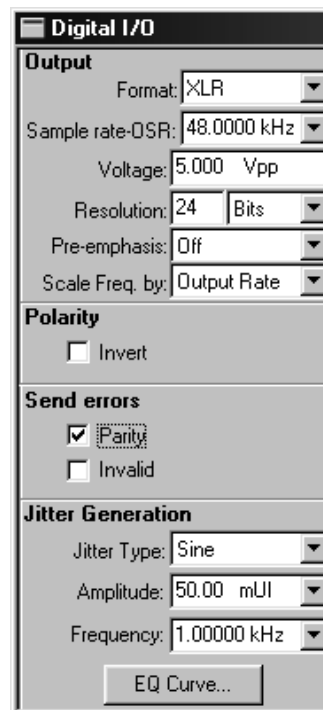 Digital I/O
Output
Format: XLR
Sample rate-OSR: 48.0000 kHz
Voltage: 5.000 Vpp
Resolution: 24 Bits
Pre-emphasis: Off
Scale Freq. by: Output Rate
Polarity
Invert
Send errors
Parity
Invalid
Jitter Generation
Jitter Type: Sine
Amplitude: 50.00 mUI
Frequency: 1.00000 kHz
EQ Curve...